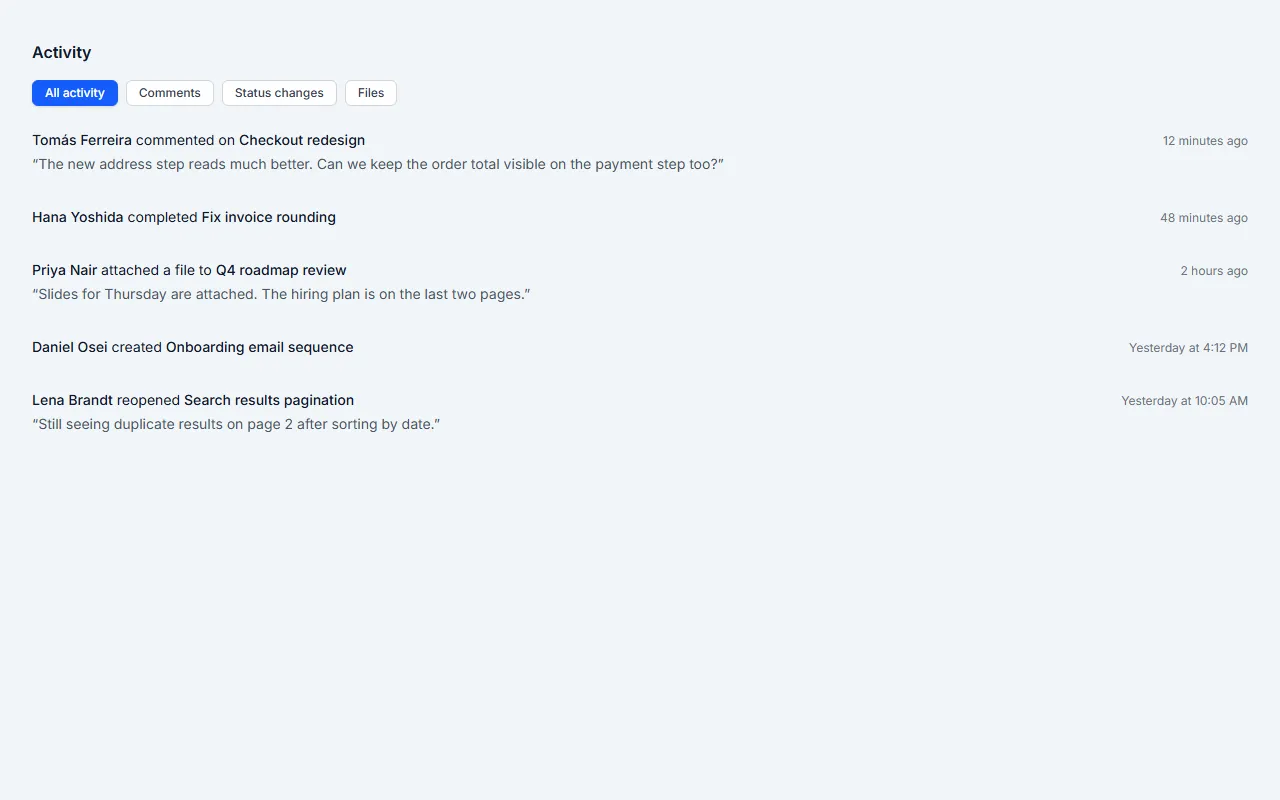 Activity
All activity
Comments
Status changes
Files
Tomás Ferreira commented on Checkout redesign
12 minutes ago
“The new address step reads much better. Can we keep the order total visible on the payment step too?”
Hana Yoshida completed Fix invoice rounding
48 minutes ago
Priya Nair attached a file to Q4 roadmap review
2 hours ago
“Slides for Thursday are attached. The hiring plan is on the last two pages.”
Daniel Osei created Onboarding email sequence
Yesterday at 4:12 PM
Lena Brandt reopened Search results pagination
Yesterday at 10:05 AM
“Still seeing duplicate results on page 2 after sorting by date.”